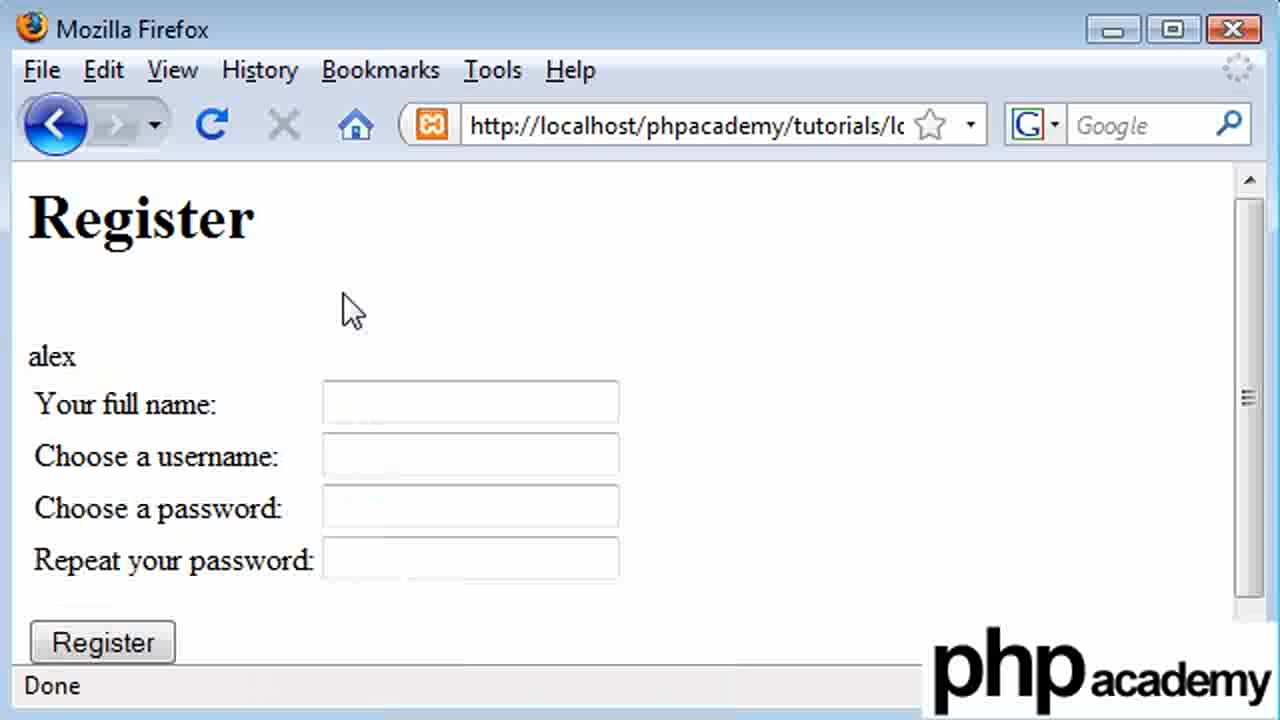 Mozilla Firefox
File Edit View History Bookmarks Tools Help
http://localhost/phpacademy/tutorials/lo
G Google
Register
alex
Your full name:
Choose a username:
Choose a password:
Repeat your password:
Register
Done
php academy